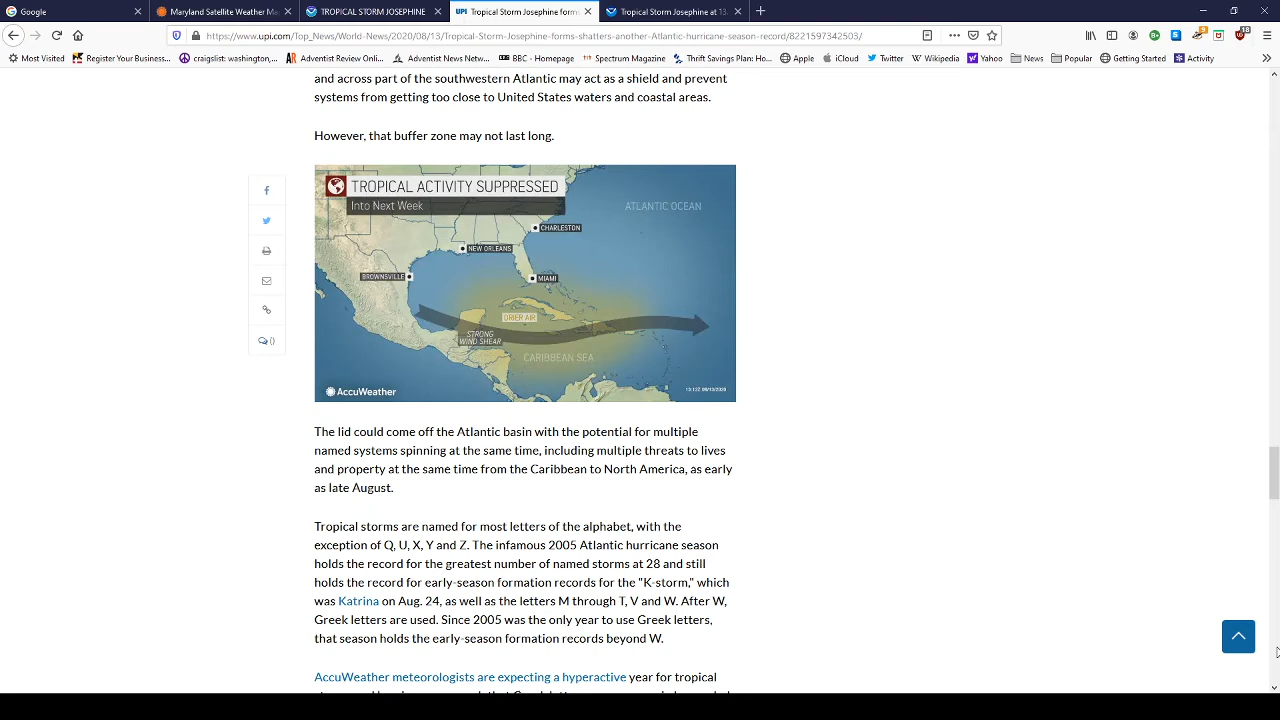 Google
Maryland Satellite Weather Ma
TROPICAL STORM JOSEPHINE
UPI Tropical Storm Josephine form
Tropical Storm Josephine at 13
https://www.upi.com/Top_News/World-News/2020/08/13/Tropical-Storm-Josephine-forms-shatters-another-Atlantic-hurricane-season-record/8221597342503/
Most Visited
Register Your Business...
craigslist: washington
Adventist Review Onli...
Adventist News Netw...
BBC - Homepage
Spectrum Magazine
Thrift Savings Plan: Ho...
Apple
iCloud
Twitter
Wikipedia
Yahoo
News
Popular
Getting Started
Activity
and across part of the southwestern Atlantic may act as a shield and prevent
systems from getting too close to United States waters and coastal areas.
However, that buffer zone may not last long.
TROPICAL ACTIVITY SUPPRESSED
Into Next Week
ATLANTIC OCEAN
CHARLESTON
NEW ORLEANS
BROWNSVILLE
MIAMI
DRIER AIR
STRONG
WIND SHEAR
CARIBBEAN SEA
AccuWeather
13:12Z 08/13/2020
()
The lid could come off the Atlantic basin with the potential for multiple
named systems spinning at the same time, including multiple threats to lives
and property at the same time from the Caribbean to North America, as early
as late August.
Tropical storms are named for most letters of the alphabet, with the
exception of Q, U, X, Y and Z. The infamous 2005 Atlantic hurricane season
holds the record for the greatest number of named storms at 28 and still
holds the record for early-season formation records for the "K-storm," which
was Katrina on Aug. 24, as well as the letters M through T, V and W. After W,
Greek letters are used. Since 2005 was the only year to use Greek letters,
that season holds the early-season formation records beyond W.
AccuWeather meteorologists are expecting a hyperactive year for tropical